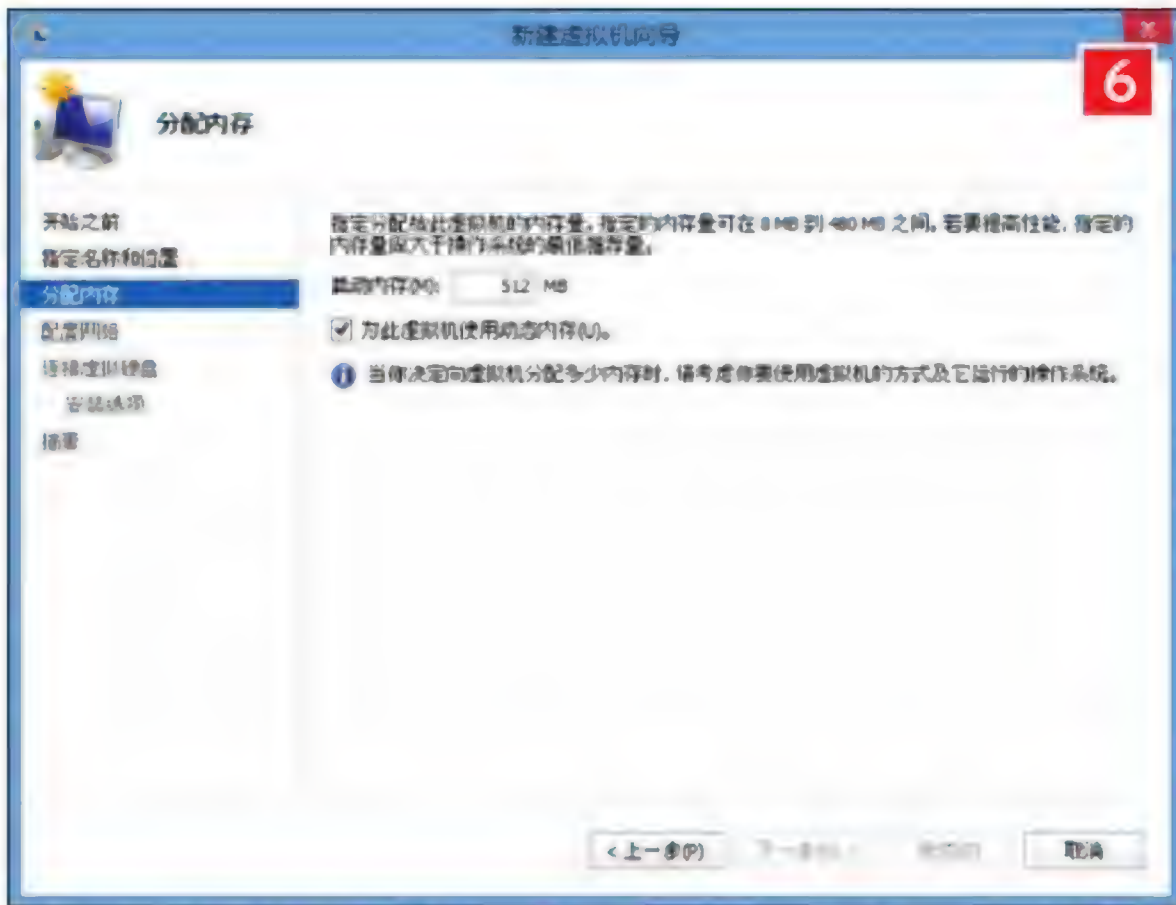 新建虚拟机向导
6
分配内存
开始之前
指定名称和位置
分配内存
配置网络
连接虚拟硬盘
安装选项
摘要
指定分配给此虚拟机的内存量。指定的内存量可在 8 MB 到 480 MB 之间。若要提高性能，指定的
内存量应大于操作系统的最低推荐量。
启动内存(M): 512 MB
为此虚拟机使用动态内存(U)。
当你决定向虚拟机分配多少内存时，请考虑你要使用虚拟机的方式及它运行的操作系统。
<上一步(P)
取消